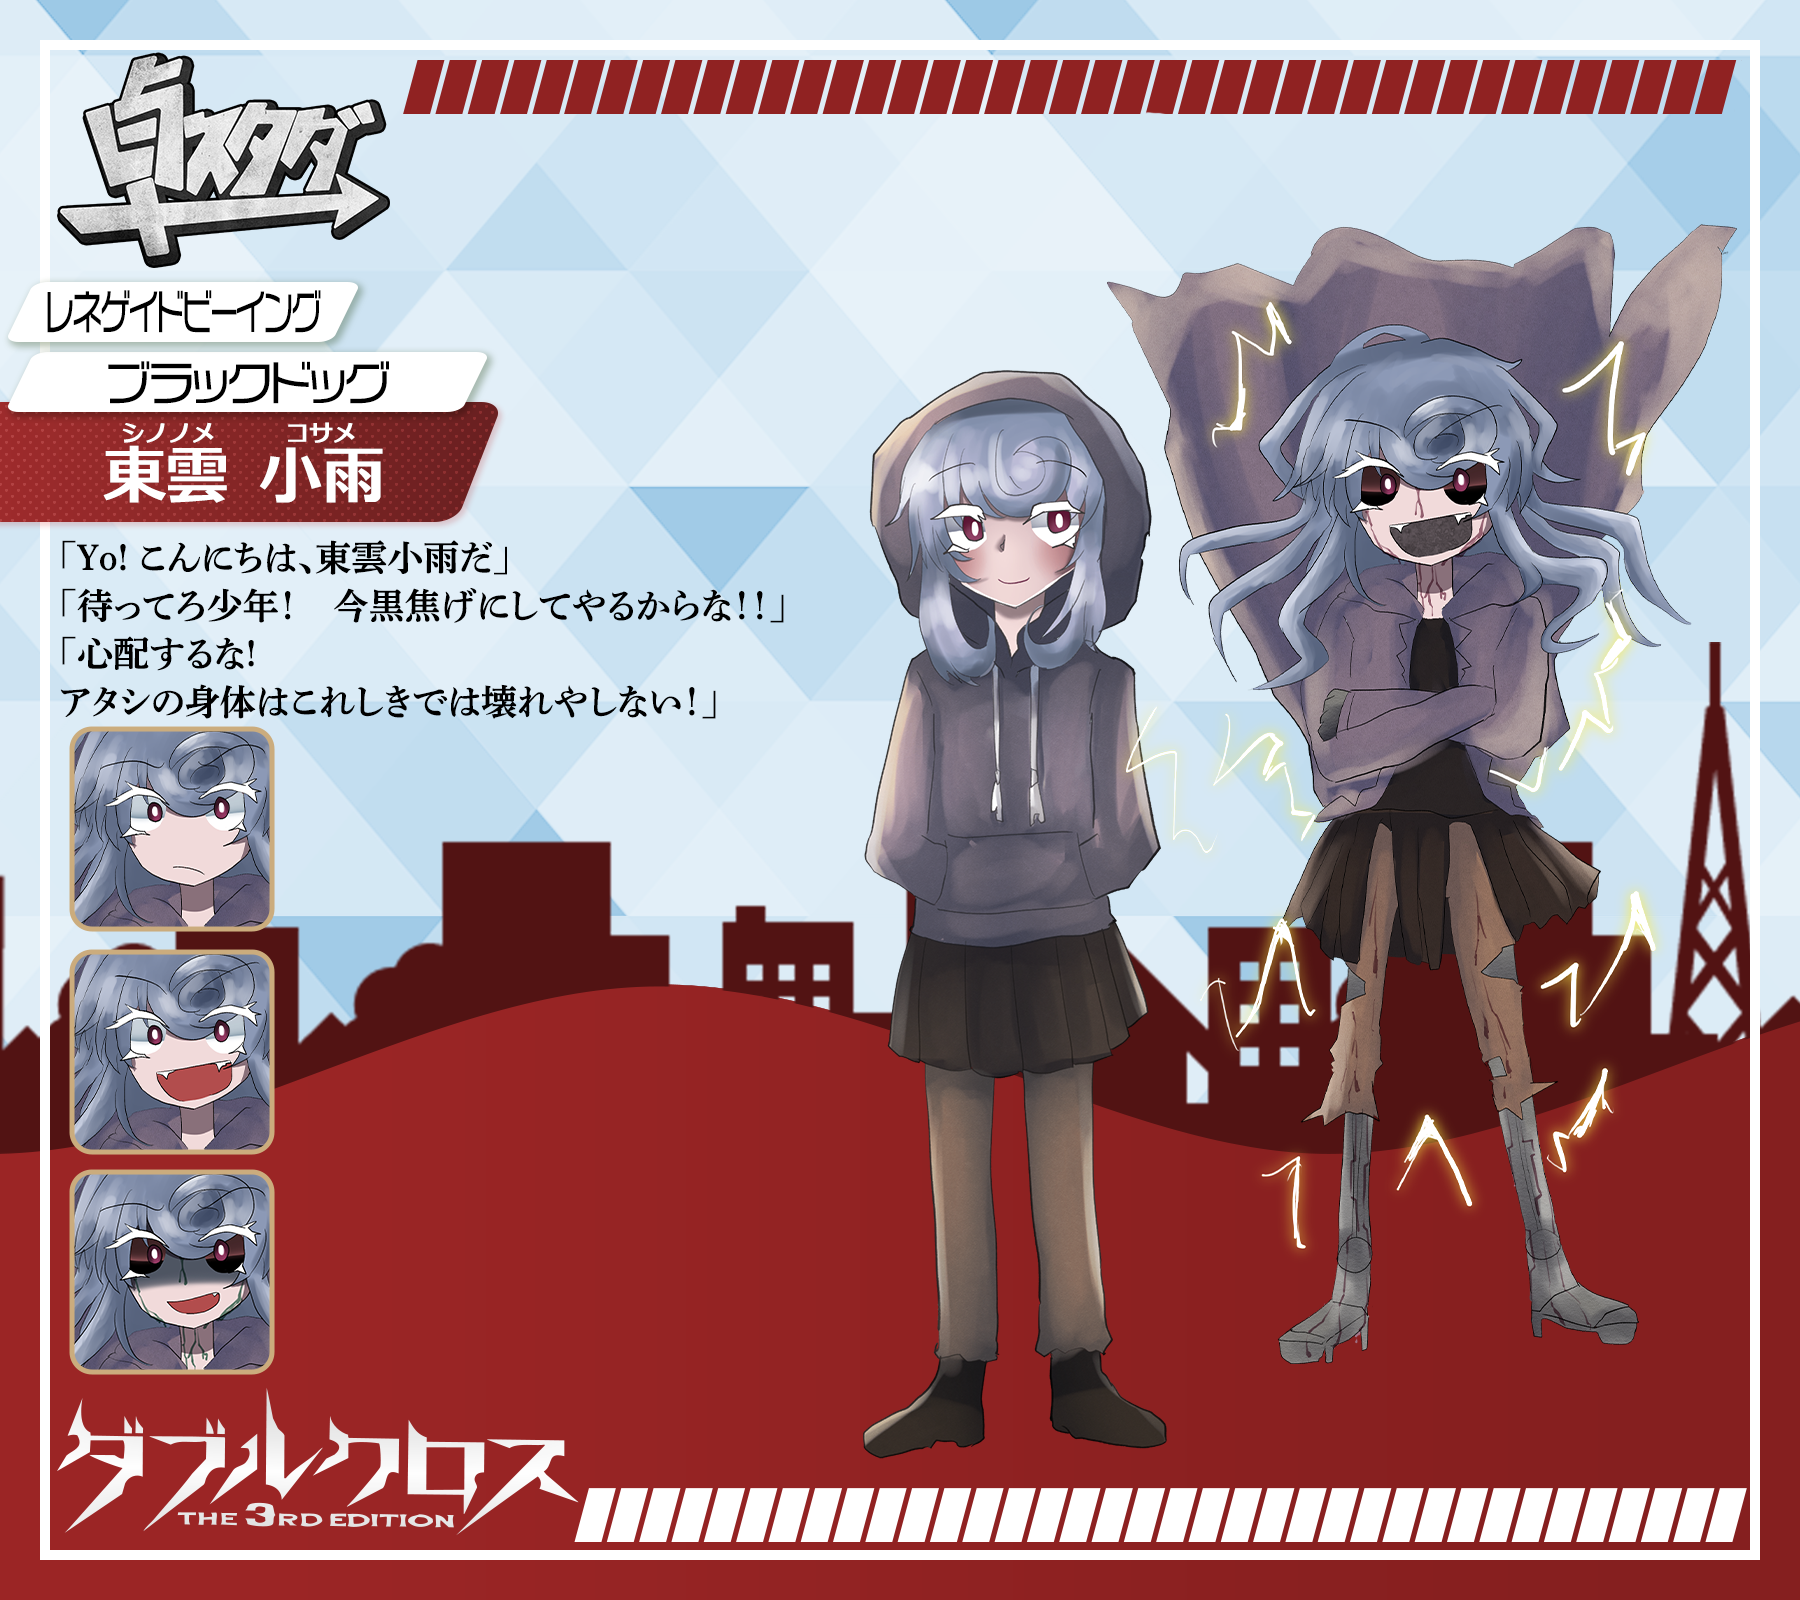 卓スタダ
レネゲイドビーイング
ブラックドッグ
シノノメ コサメ
東雲 小雨
「Yo! こんにちは、東雲小雨だ」
「待ってろ少年!　今黒焦げにしてやるからな!!」
「心配するな!
アタシの身体はこれしきでは壊れやしない!」
ダブルクロス
THE 3RD EDITION